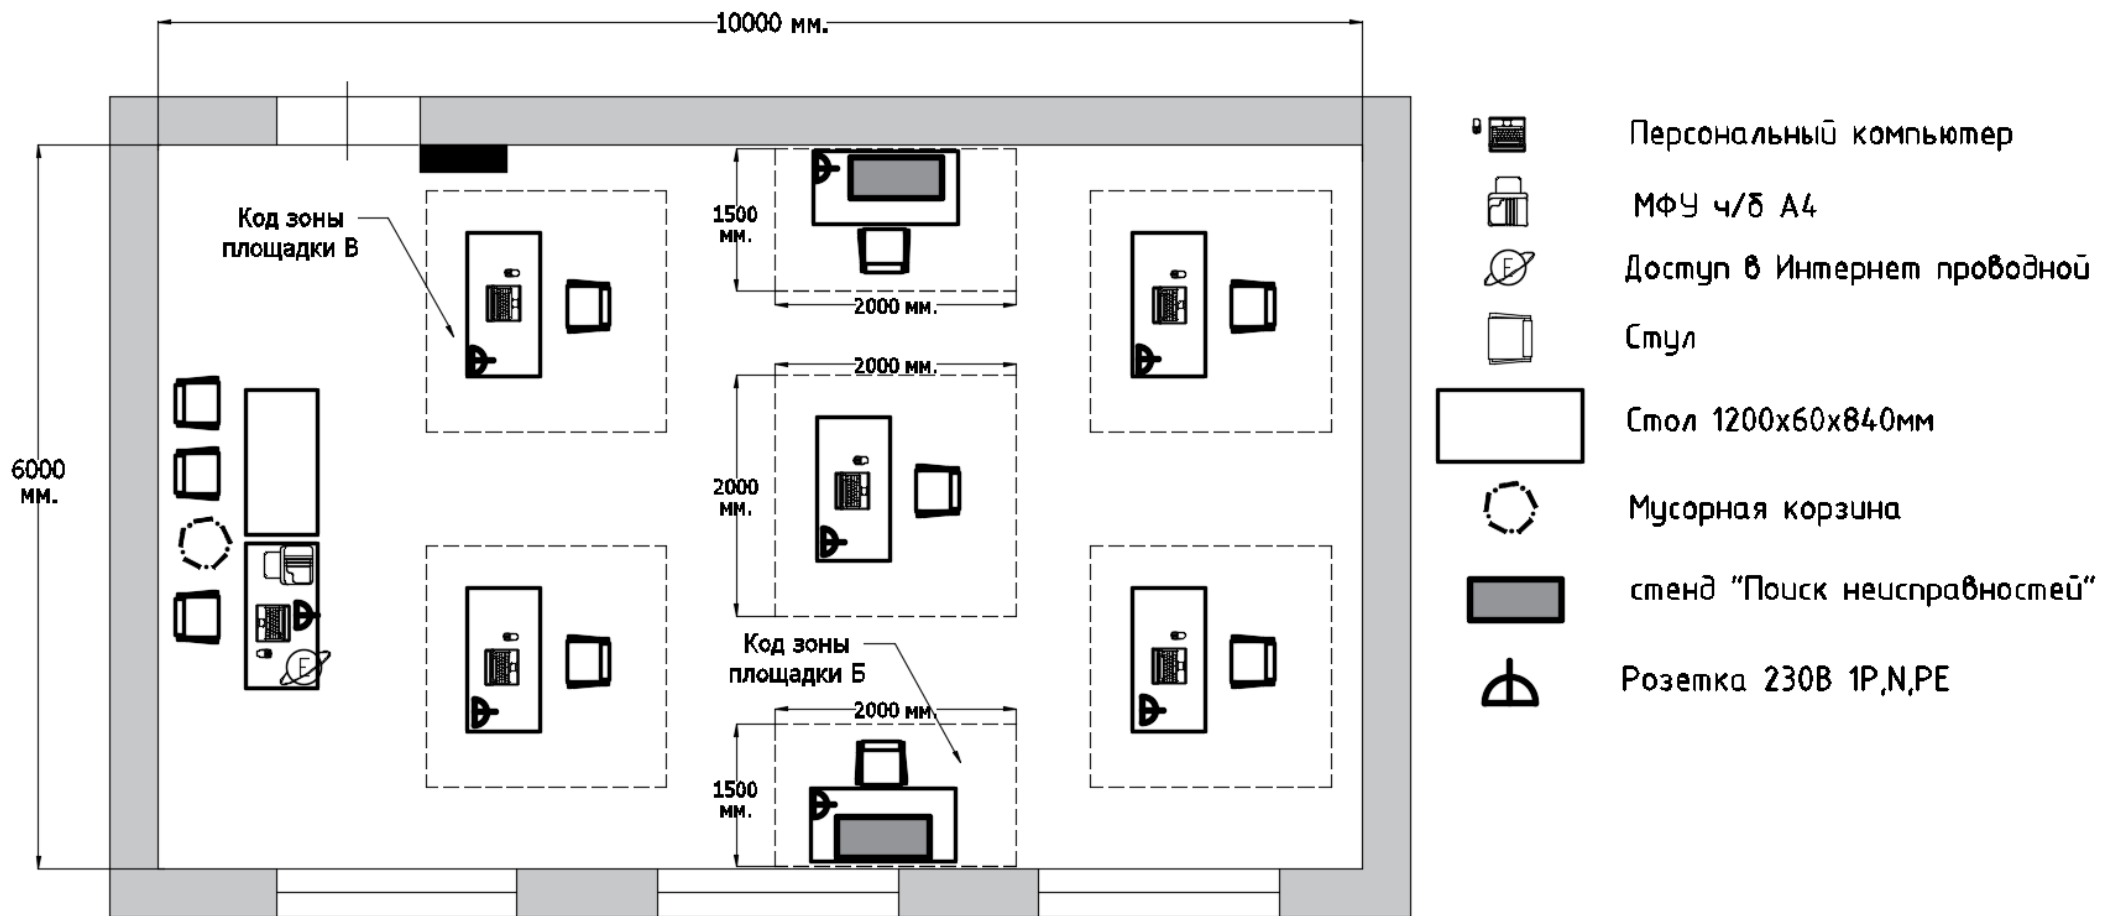 10000 мм.
Код зоны
площадки В
1500
мм.
2000 мм.
2000 мм.
6000
мм.
2000
мм.
Код зоны
площадки Б
2000 мм.
1500
мм.
Персональный компьютер
МФУ ч/б А4
E
Доступ в Интернет проводной
Стул
Стол 1200х60х840мм
Мусорная корзина
E
стенд "Поиск неисправностей"
Розетка 230В 1P,N,PE